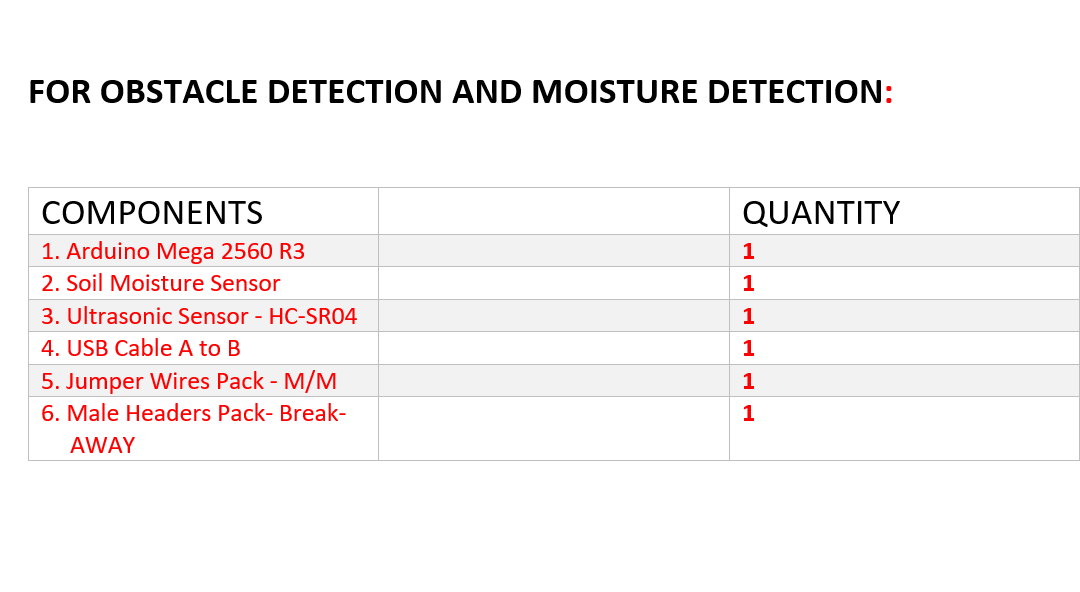 FOR OBSTACLE DETECTION AND MOISTURE DETECTION:
COMPONENTS QUANTITY
1. Arduino Mega 2560 R3 1
2. Soil Moisture Sensor 1
3. Ultrasonic Sensor - HC-SR04 1
4. USB Cable A to B 1
5. Jumper Wires Pack - M/M 1
6. Male Headers Pack- Break- 1
AWAY